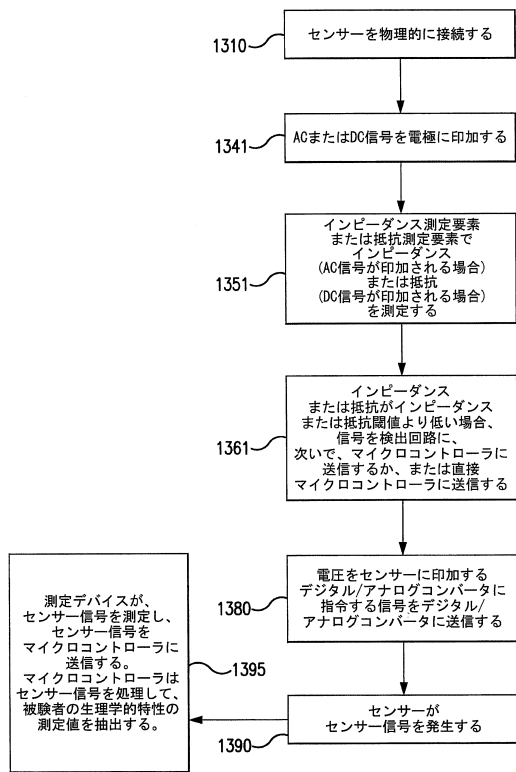 1310
センサーを物理的に接続する
1341
ACまたはDC信号を電極に印加する
1351
インピーダンス測定要素
または抵抗測定要素で
インピーダンス
(AC信号が印加される場合)
または抵抗
(DC信号が印加される場合)
を測定する
1361
インピーダンス
または抵抗がインピーダンス
または抵抗閾値より低い場合、
信号を検出回路に、
次いで、マイクロコントローラに
送信するか、または直接
マイクロコントローラに送信する
1380
電圧をセンサーに印加する
デジタル/アナログコンバータに
指令する信号をデジタル/
アナログコンバータに送信する
1390
センサーが
センサー信号を発生する
1395
測定デバイスが、
センサー信号を測定し、
センサー信号を
マイクロコントローラに
送信する。
マイクロコントローラは
センサー信号を処理して、
被験者の生理学的特性の
測定値を抽出する。